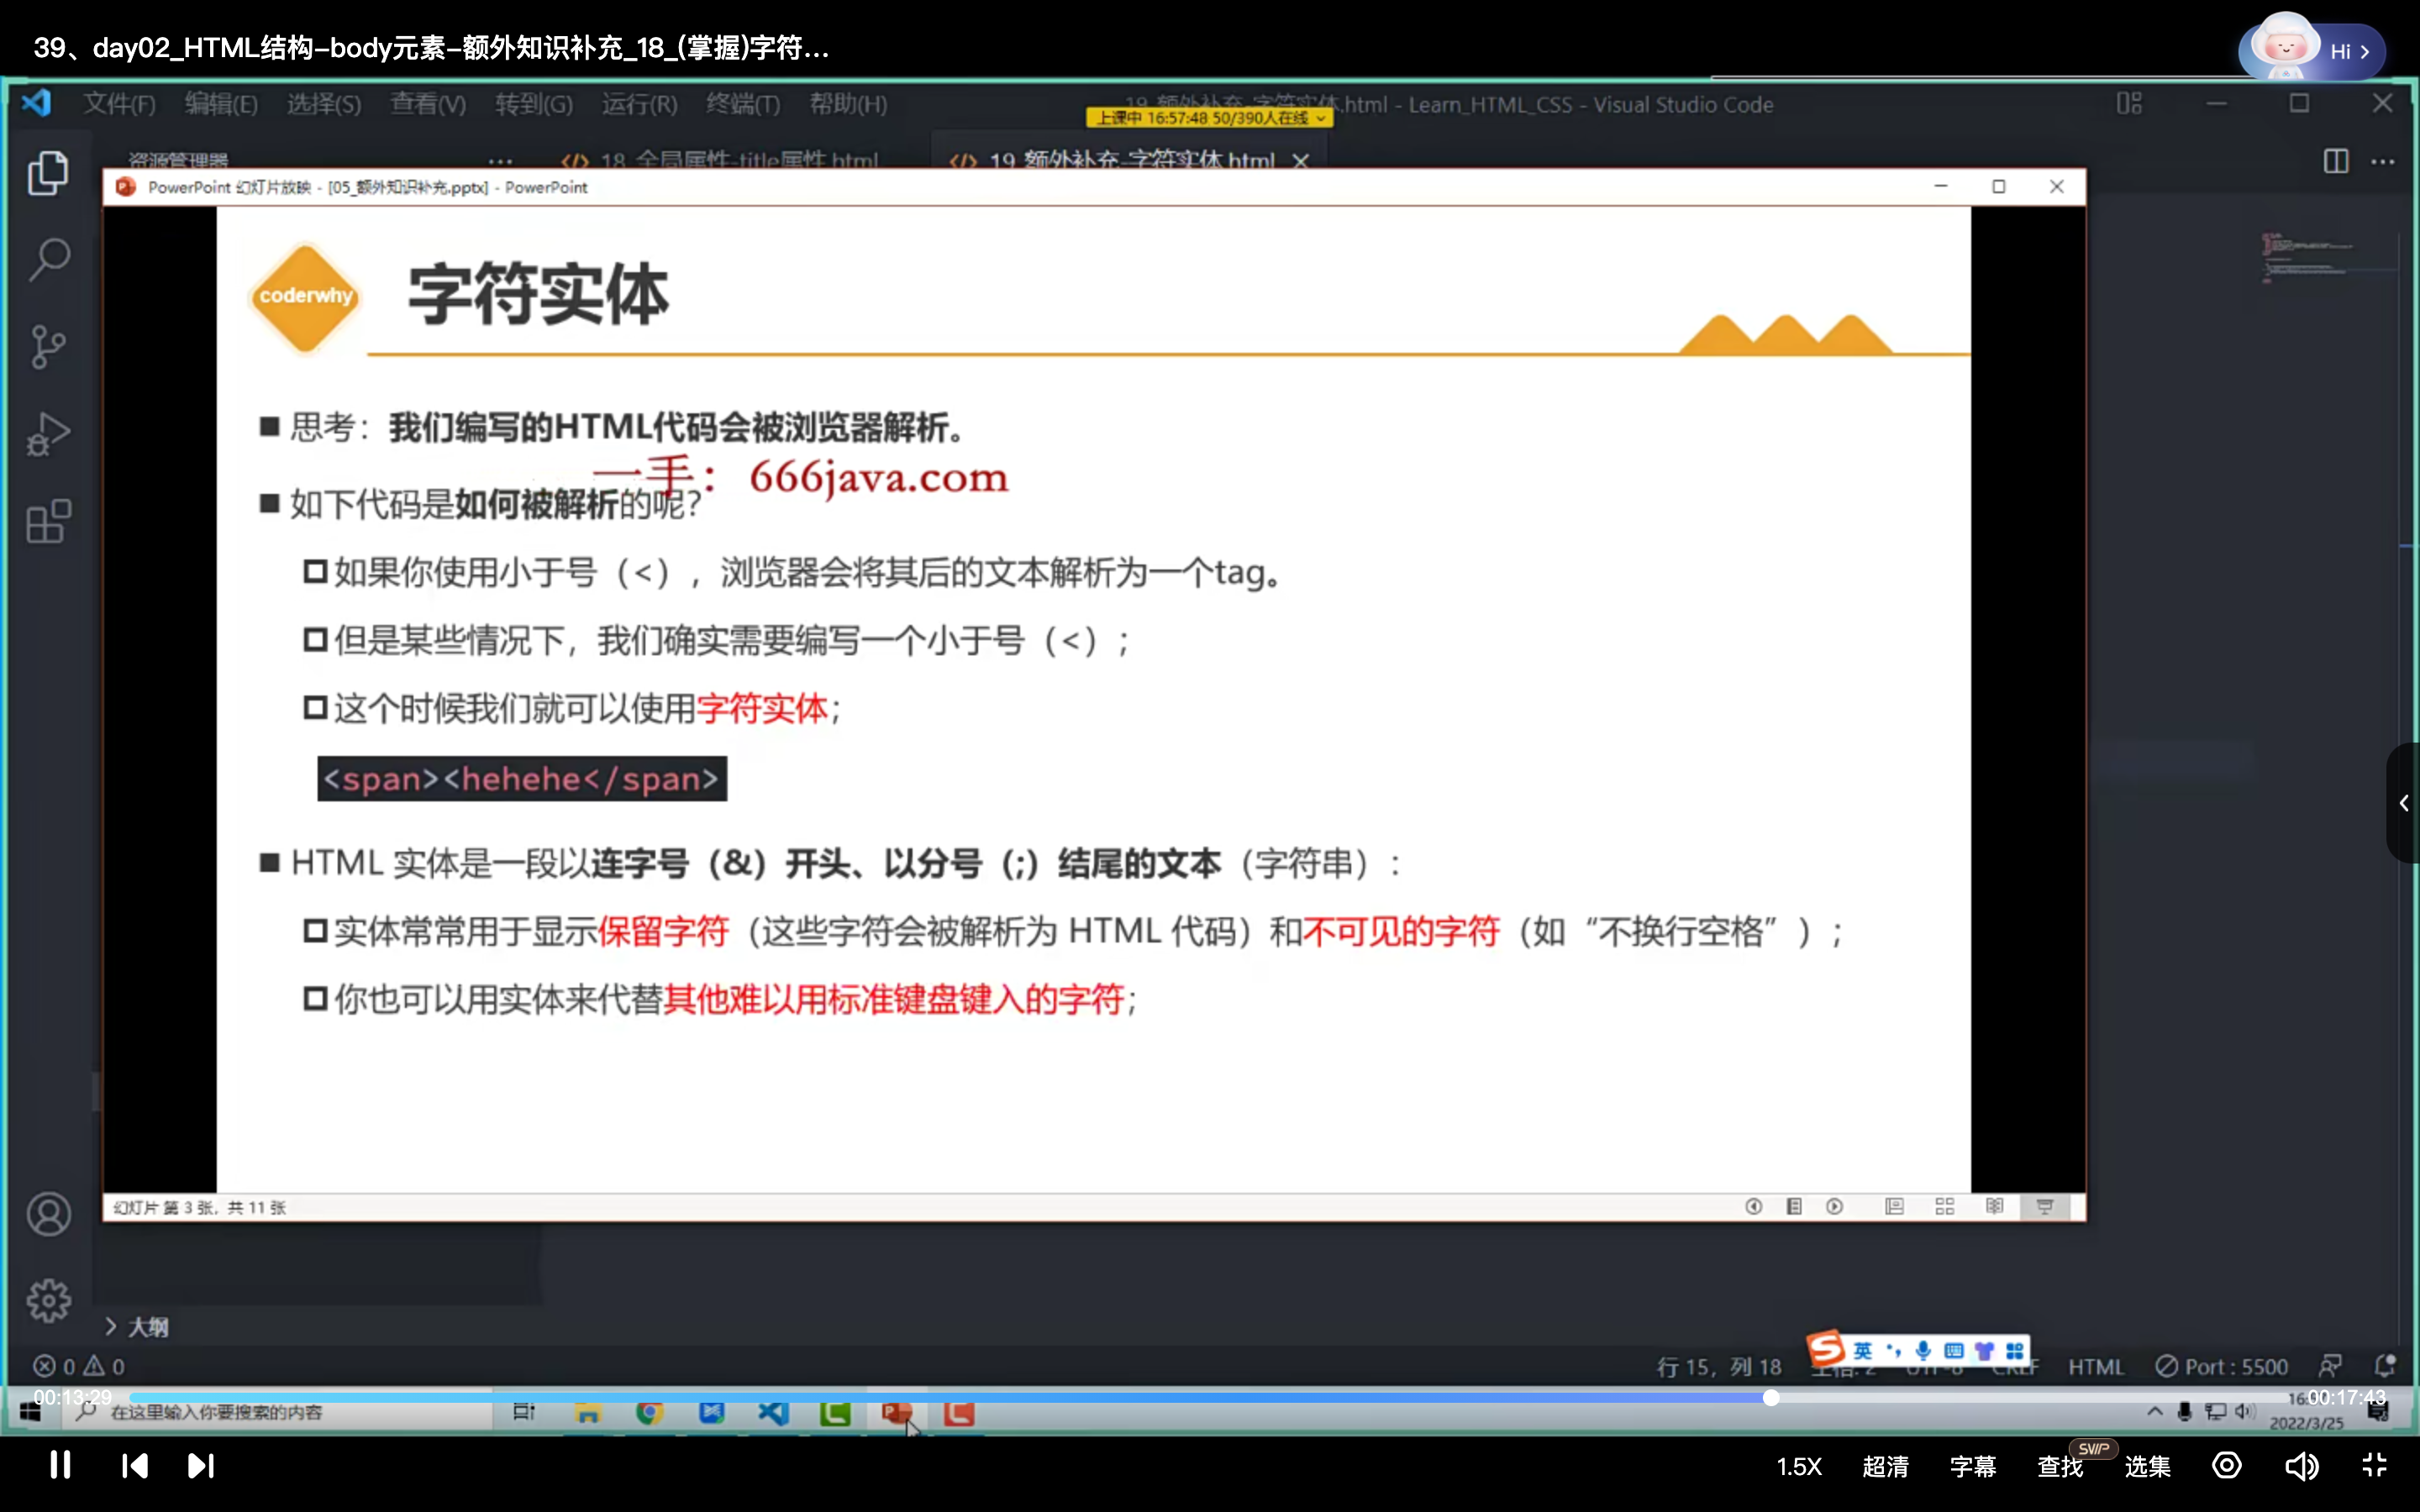 39、day02_HTML结构–body元素–额外知识补充_18_(掌握)字符...
Hi
文件(F) 编辑(E) 选择(S) 查看(V) 转到(G) 运行(R) 终端(T) 帮助(H)
19_额外补充-字符实体.html - Learn_HTML_CSS - Visual Studio Code
上课中 16:57:48 50/390人在线
资源管理器 ... 18_全局属性-title属性.html 19_额外补充-字符实体.html
PowerPoint 幻灯片放映 - [05_额外知识补充.pptx] - PowerPoint
coderwhy
字符实体
思考：我们编写的HTML代码会被浏览器解析。
一手：666java.com
如下代码是如何被解析的呢？
如果你使用小于号（<），浏览器会将其后的文本解析为一个tag。
但是某些情况下，我们确实需要编写一个小于号（<）；
这个时候我们就可以使用字符实体；
<span><hehehe</span>
HTML 实体是一段以连字号（&）开头、以分号（;）结尾的文本（字符串）：
实体常常用于显示保留字符（这些字符会被解析为 HTML 代码）和不可见的字符（如“不换行空格”）；
你也可以用实体来代替其他难以用标准键盘键入的字符；
幻灯片 第 3 张，共 11 张
大纲
0 0
行 15，列 18 空格: 2 UTF-8 CRLF HTML Port : 5500
英
00:13:29
00:17:43
在这里输入你要搜索的内容
2022/3/25
1.5X 超清 字幕 查找 SVIP 选集